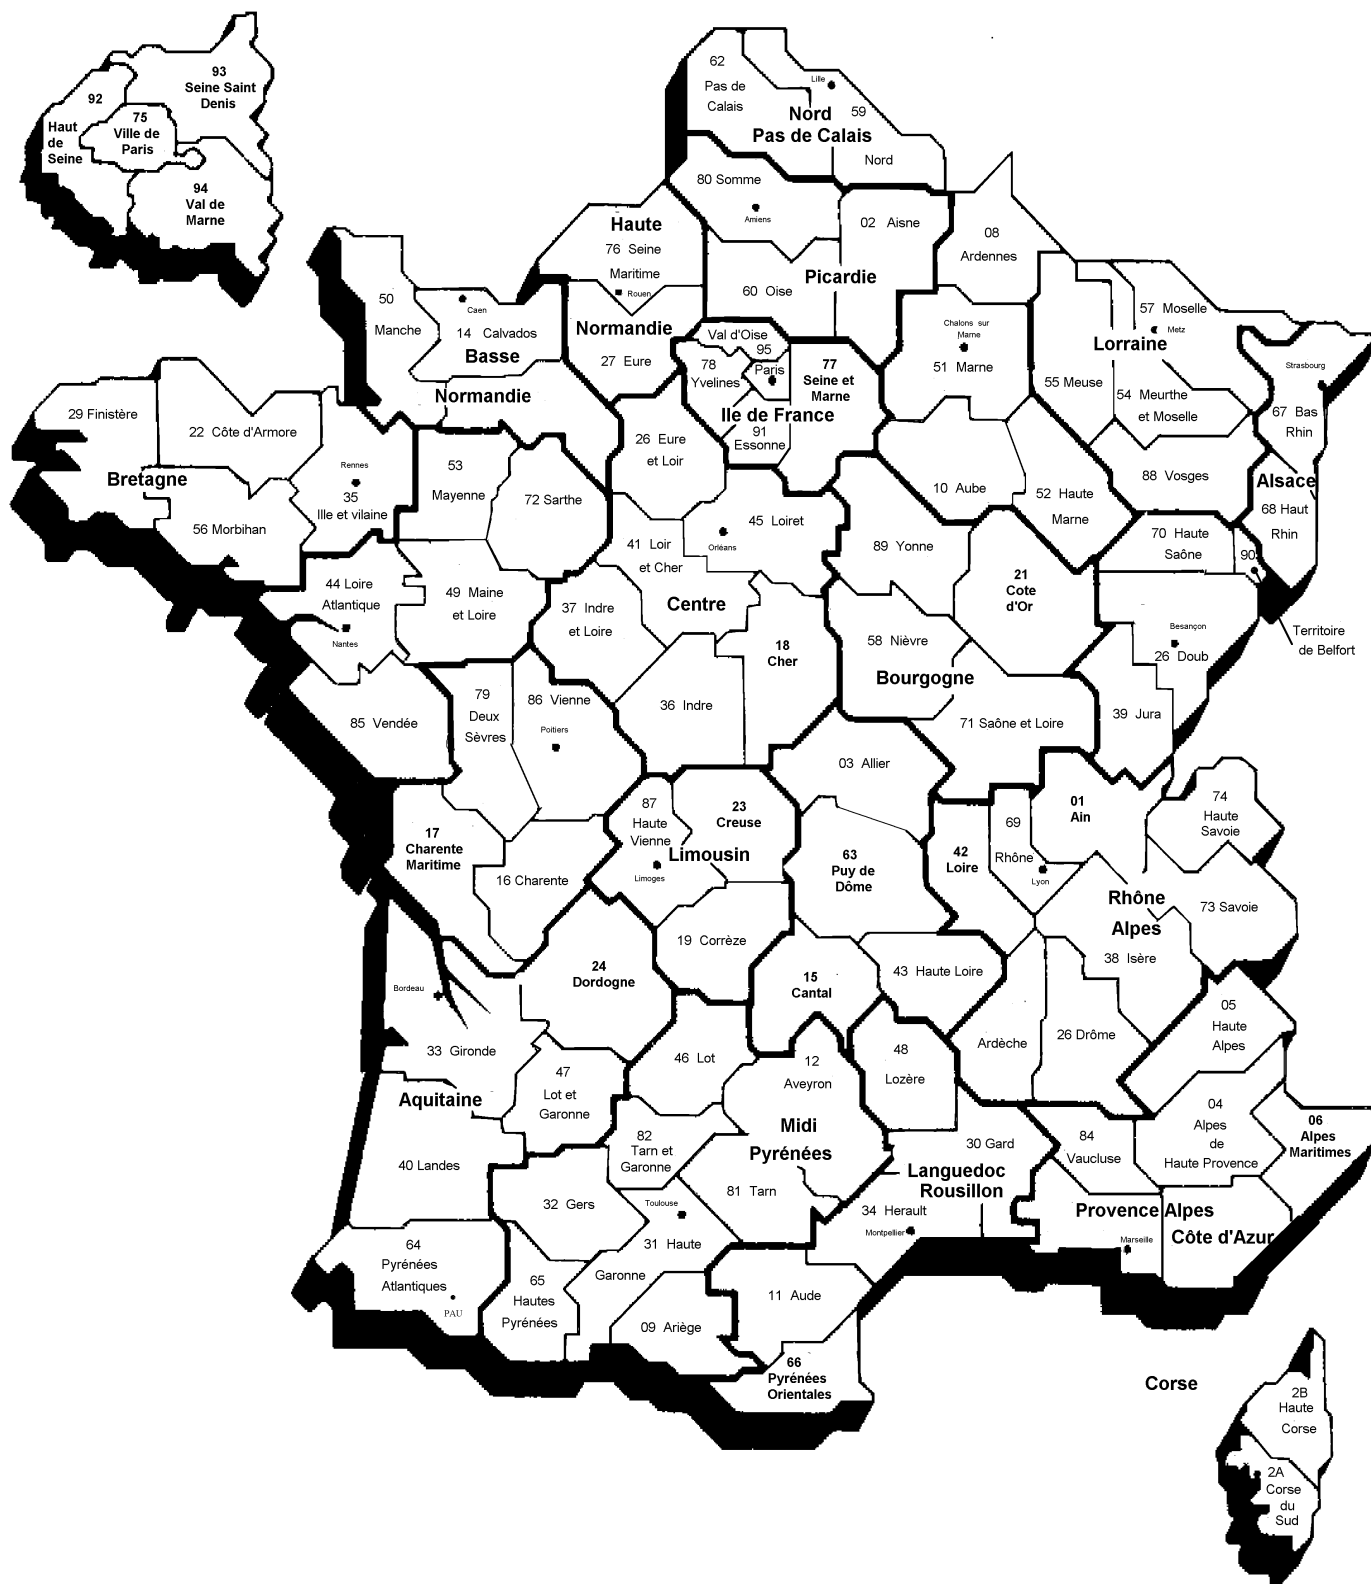 93
Seine Saint
Denis
92
Haut
de
Seine
75
Ville de
Paris
94
Val de
Marne
62
Pas de
Calais
Lille
59
Nord
Pas de Calais
Nord
80 Somme
Amiens
02 Aisne
08
Ardennes
Haute
76 Seine
Maritime
Rouen
Normandie
27 Eure
60 Oise
Picardie
50
Manche
Caen
14 Calvados
Basse
Normandie
Val d'Oise
95
78
Yvelines
Paris
77
Seine et
Marne
Ile de France
91
Essonne
Chalons sur
Marne
51 Marne
57 Moselle
Metz
Lorraine
55 Meuse
54 Meurthe
et Moselle
Strasbourg
67 Bas
Rhin
Alsace
68 Haut
Rhin
88 Vosges
29 Finistère
22 Côte d'Armore
Bretagne
Rennes
35
Ille et vilaine
56 Morbihan
53
Mayenne
72 Sarthe
26 Eure
et Loir
10 Aube
52 Haute
Marne
70 Haute
Saône
90
Territoire
de Belfort
45 Loiret
Orléans
41 Loir
et Cher
89 Yonne
21
Cote
d'Or
44 Loire
Atlantique
Nantes
49 Maine
et Loire
37 Indre
et Loire
Centre
18
Cher
58 Nièvre
Bourgogne
Besançon
26 Doub
39 Jura
85 Vendée
79
Deux
Sèvres
86 Vienne
Poitiers
36 Indre
71 Saône et Loire
03 Allier
17
Charente
Maritime
16 Charente
87
Haute
Vienne
23
Creuse
Limousin
Limoges
63
Puy de
Dôme
42
Loire
69
Rhône
Lyon
01
Ain
74
Haute
Savoie
Rhône
Alpes
73 Savoie
38 Isère
19 Corrèze
24
Dordogne
15
Cantal
43 Haute Loire
Bordeau
33 Gironde
Ardèche
26 Drôme
05
Haute
Alpes
46 Lot
12
Aveyron
48
Lozère
47
Lot et
Garonne
Aquitaine
40 Landes
82
Tarn et
Garonne
Midi
Pyrénées
30 Gard
Languedoc
Rousillon
84
Vaucluse
04
Alpes
de
Haute Provence
06
Alpes
Maritimes
32 Gers
Toulouse
31 Haute
Garonne
81 Tarn
34 Herault
Montpellier
Provence Alpes
Côte d'Azur
Marseille
64
Pyrénées
Atlantiques
PAU
65
Hautes
Pyrénées
09 Ariège
11 Aude
66
Pyrénées
Orientales
Corse
2B
Haute
Corse
2A
Corse
du
Sud